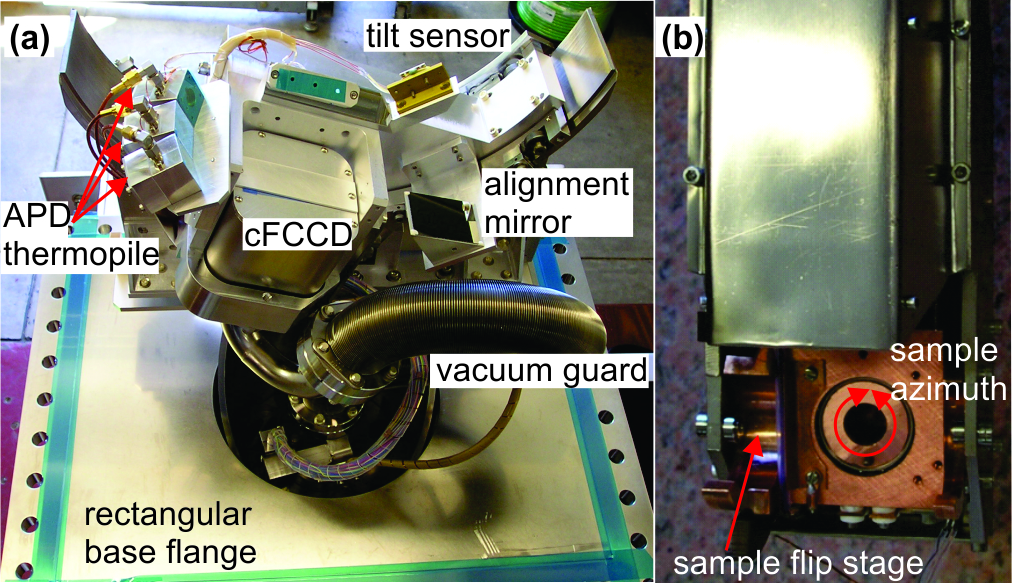 (a)
tilt sensor
(b)
APD
thermopile
cFCCD
alignment
mirror
vacuum guard
sample
azimuth
rectangular
base flange
sample flip stage